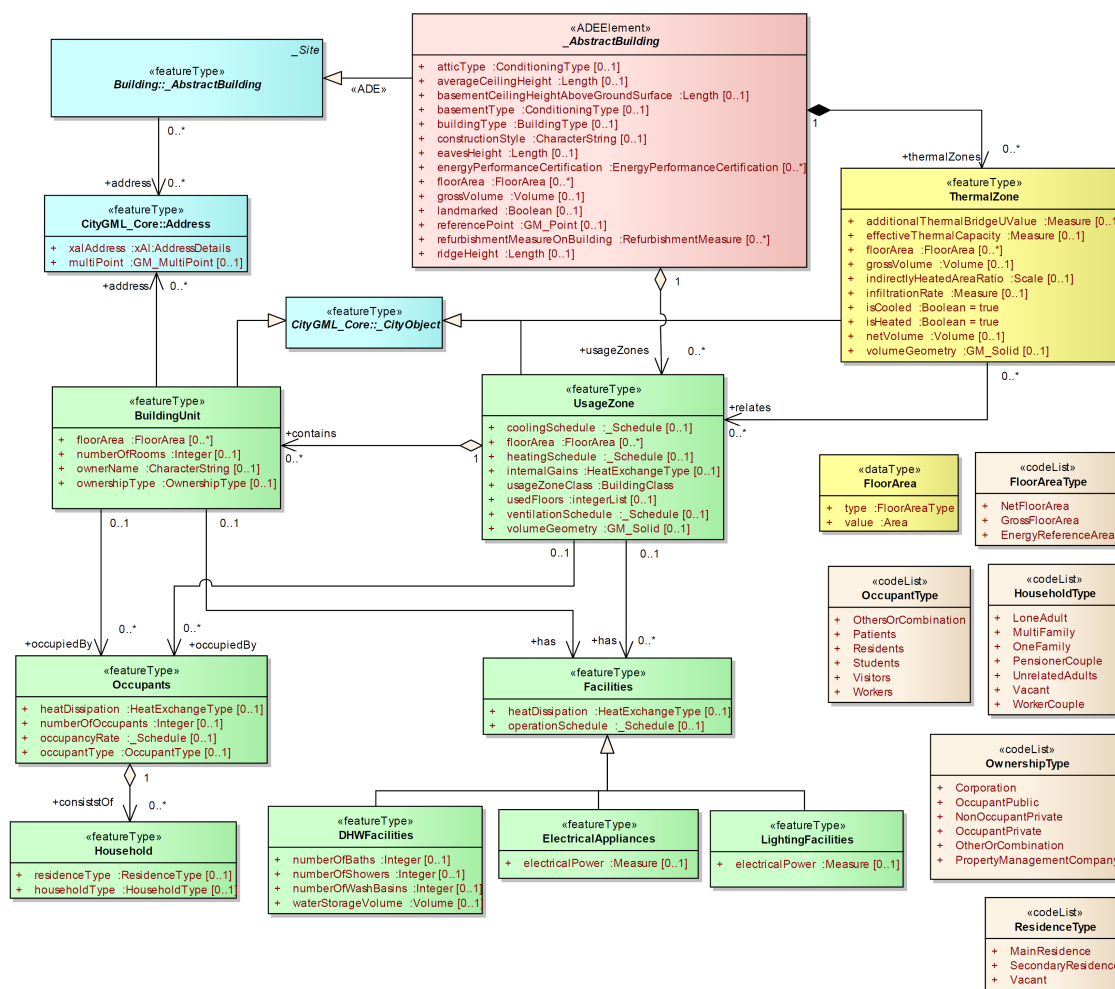 _Site
«featureType»
Building::_AbstractBuilding
«ADE»
0..*
+address
0..*
«ADEElement»
_AbstractBuilding
+ atticType :ConditioningType [0..1]
+ averageCeilingHeight :Length [0..1]
+ basementCeilingHeightAboveGroundSurface :Length [0..1]
+ basementType :ConditioningType [0..1]
+ buildingType :BuildingType [0..1]
+ constructionStyle :CharacterString [0..1]
+ eavesHeight :Length [0..1]
+ energyPerformanceCertification :EnergyPerformanceCertification [0..*]
+ floorArea :FloorArea [0..*]
+ grossVolume :Volume [0..1]
+ landmarked :Boolean [0..1]
+ referencePoint :GM_Point [0..1]
+ refurbishmentMeasureOnBuilding :RefurbishmentMeasure [0..*]
+ ridgeHeight :Length [0..1]
1
+thermalZones
0..*
«featureType»
CityGML_Core::Address
+ xalAddress :xAl:AddressDetails
+ multiPoint :GM_MultiPoint [0..1]
+address
0..*
«featureType»
ThermalZone
+ additionalThermalBridgeUValue :Measure [0..1]
+ effectiveThermalCapacity :Measure [0..1]
+ floorArea :FloorArea [0..*]
+ grossVolume :Volume [0..1]
+ indirectlyHeatedAreaRatio :Scale [0..1]
+ infiltrationRate :Measure [0..1]
+ isCooled :Boolean = true
+ isHeated :Boolean = true
+ netVolume :Volume [0..1]
+ volumeGeometry :GM_Solid [0..1]
0..*
+relates
0..*
«featureType»
CityGML_Core::_CityObject
1
+usageZones
0..*
«featureType»
BuildingUnit
+ floorArea :FloorArea [0..*]
+ numberOfRooms :Integer [0..1]
+ ownerName :CharacterString [0..1]
+ ownershipType :OwnershipType [0..1]
+contains
0..*
1
«featureType»
UsageZone
+ coolingSchedule :_Schedule [0..1]
+ floorArea :FloorArea [0..*]
+ heatingSchedule :_Schedule [0..1]
+ internalGains :HeatExchangeType [0..1]
+ usageZoneClass :BuildingClass
+ usedFloors :integerList [0..1]
+ ventilationSchedule :_Schedule [0..1]
+ volumeGeometry :GM_Solid [0..1]
«dataType»
FloorArea
+ type :FloorAreaType
+ value :Area
«codeList»
FloorAreaType
+ NetFloorArea
+ GrossFloorArea
+ EnergyReferenceArea
0..1
0..1
0..1
0..1
«codeList»
OccupantType
+ OthersOrCombination
+ Patients
+ Residents
+ Students
+ Visitors
+ Workers
«codeList»
HouseholdType
+ LoneAdult
+ MultiFamily
+ OneFamily
+ PensionerCouple
+ UnrelatedAdults
+ Vacant
+ WorkerCouple
+occupiedBy
0..*
0..*
+occupiedBy
+has
+has
0..*
«featureType»
Occupants
+ heatDissipation :HeatExchangeType [0..1]
+ numberOfOccupants :Integer [0..1]
+ occupancyRate :_Schedule [0..1]
+ occupantType :OccupantType [0..1]
«featureType»
Facilities
+ heatDissipation :HeatExchangeType [0..1]
+ operationSchedule :_Schedule [0..1]
«codeList»
OwnershipType
+ Corporation
+ OccupantPublic
+ NonOccupantPrivate
+ OccupantPrivate
+ OtherOrCombination
+ PropertyManagementCompany
1
+consiststOf
0..*
«featureType»
Household
+ residenceType :ResidenceType [0..1]
+ householdType :HouseholdType [0..1]
«featureType»
DHWFacilities
+ numberOfBaths :Integer [0..1]
+ numberOfShowers :Integer [0..1]
+ numberOfWashBasins :Integer [0..1]
+ waterStorageVolume :Volume [0..1]
«featureType»
ElectricalAppliances
+ electricalPower :Measure [0..1]
«featureType»
LightingFacilities
+ electricalPower :Measure [0..1]
«codeList»
ResidenceType
+ MainResidence
+ SecondaryResidence
+ Vacant